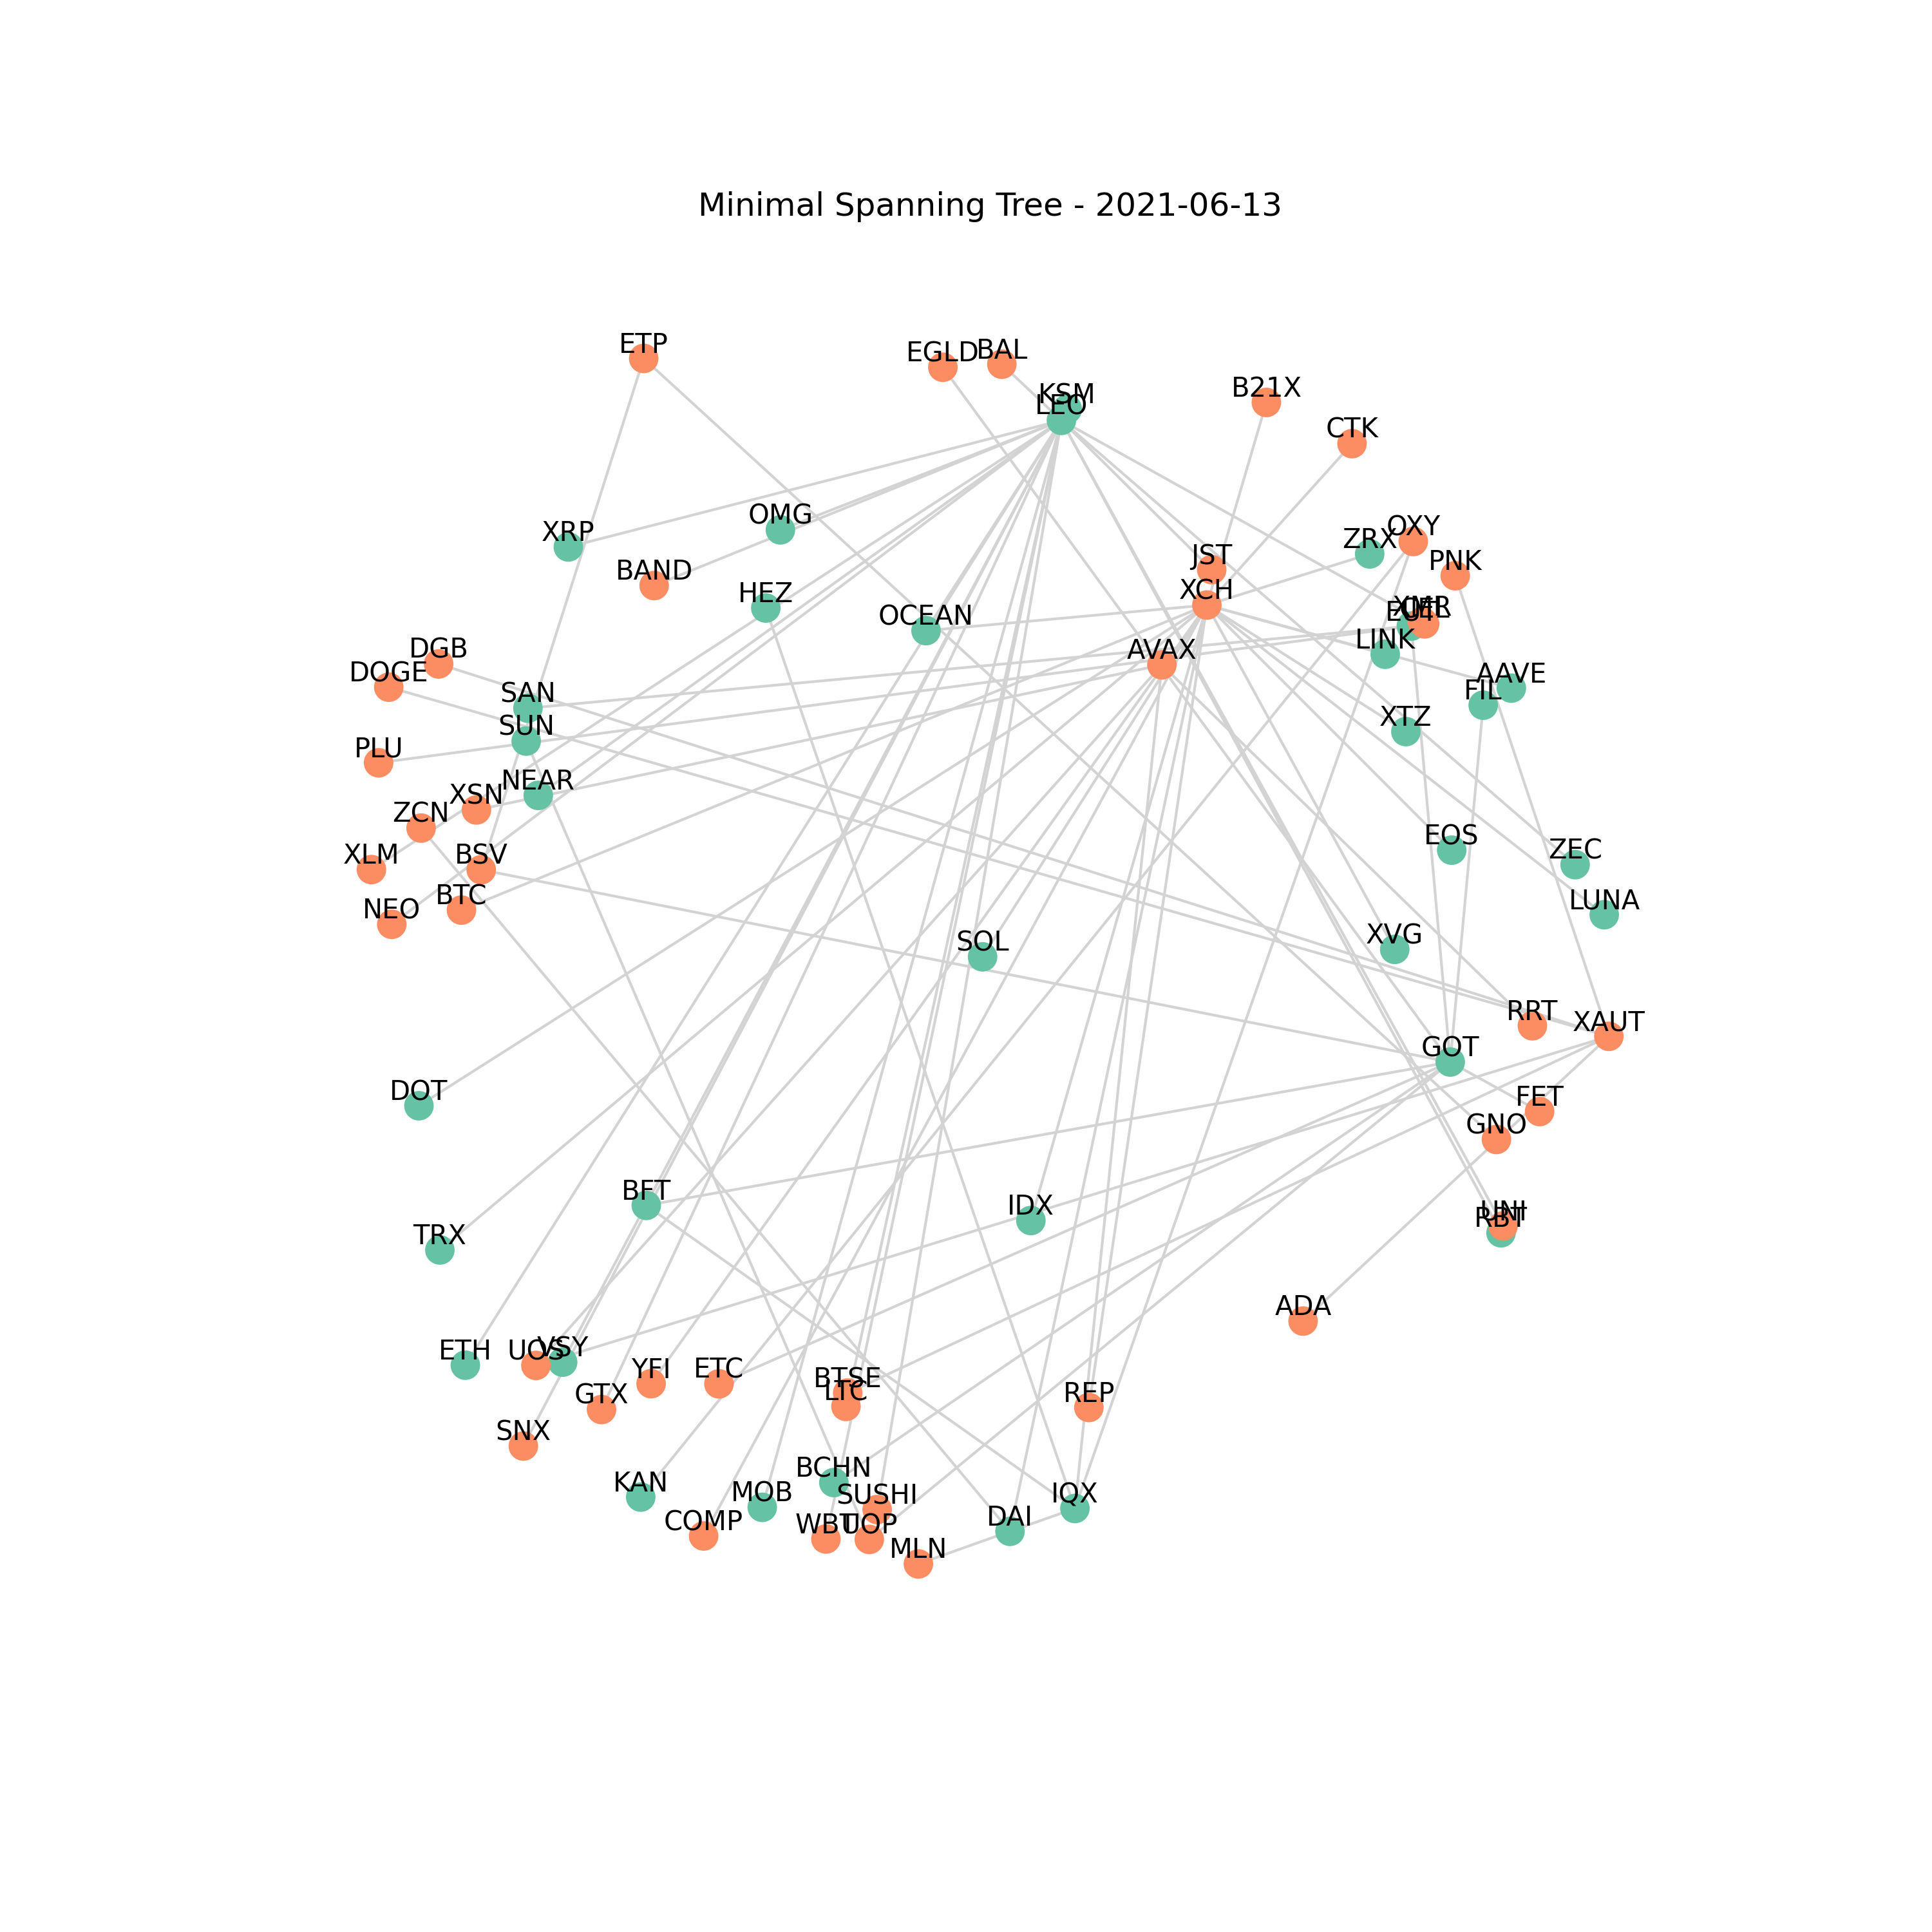 Minimal Spanning Tree - 2021-06-13
ETP
EGLD
BAL
B21X
KSM
LEO
CTK
XRP
OMG
ZRX
OXY
JST
PNK
BAND
HEZ
XCH
OCEAN
XMR
LINK
DGB
AVAX
DOGE
AAVE
SAN
FIL
SUN
XTZ
PLU
NEAR
XSN
ZCN
EOS
XLM
BSV
ZEC
BTC
NEO
LUNA
SOL
XVG
RRT
XAUT
GOT
DOT
FET
GNO
BFT
IDX
UNI
RBT
TRX
ADA
ETH
UOS
VSY
YFI
ETC
BTSE
LTC
GTX
REP
SNX
KAN
BCHN
MOB
SUSHI
IQX
COMP
WBT
UOP
DAI
MLN